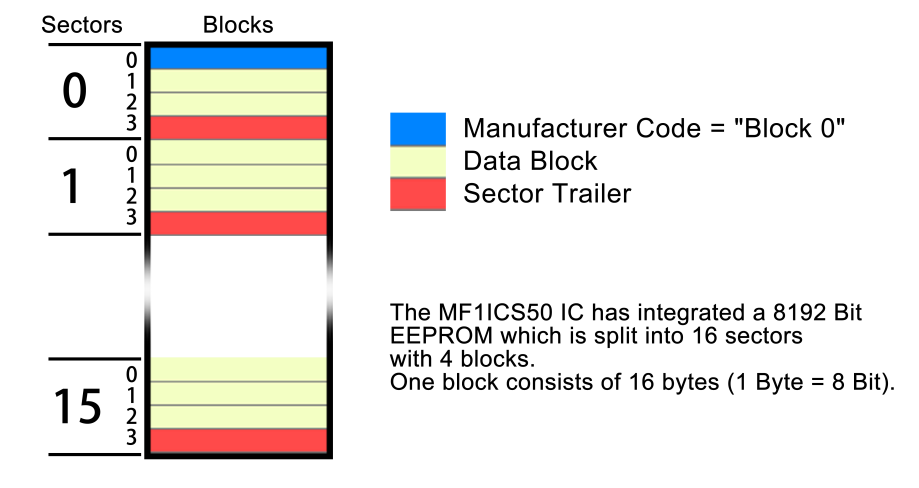 Sectors Blocks
0
0
1
2
3
1
0
1
2
3
15
0
1
2
3
Manufacturer Code = "Block 0"
Data Block
Sector Trailer
The MF1ICS50 IC has integrated a 8192 Bit
EEPROM which is split into 16 sectors
with 4 blocks.
One block consists of 16 bytes (1 Byte = 8 Bit).